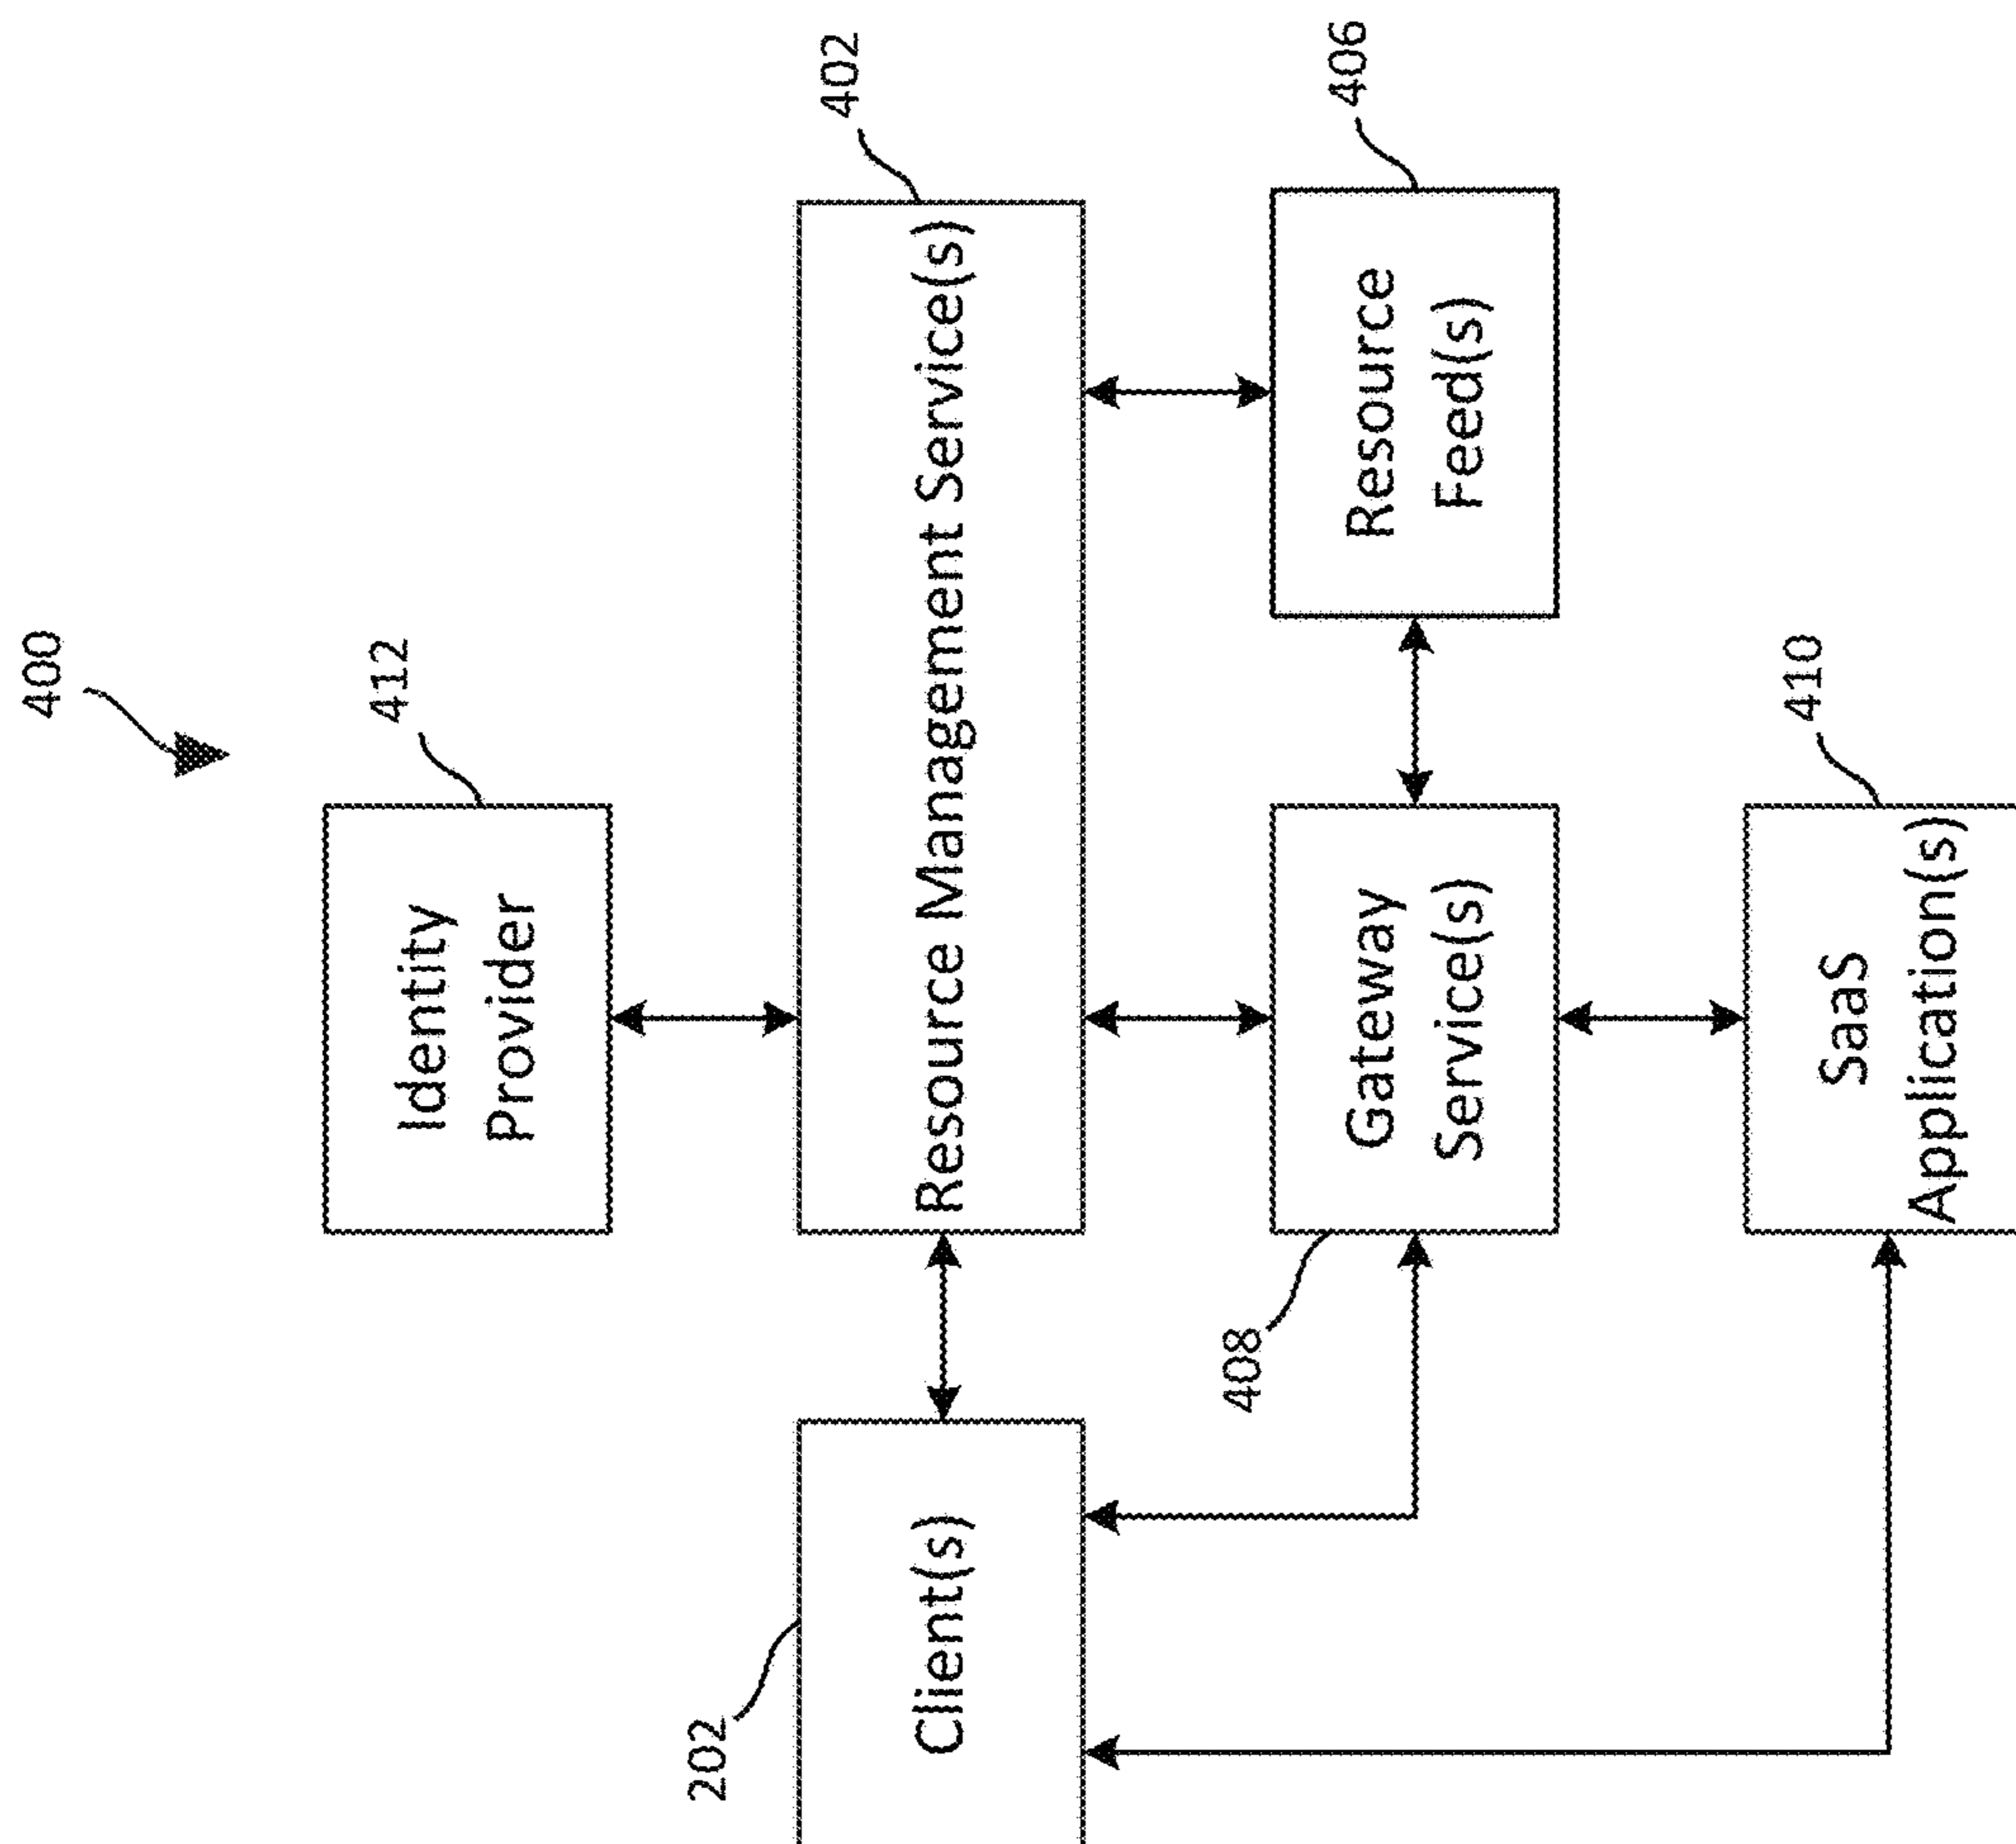 400
412
Identity
Provider
402
Resource Management Service(s)
202
Client(s)
408
Gateway
Service(s)
406
Resource
Feed(s)
410
SaaS
Application(s)